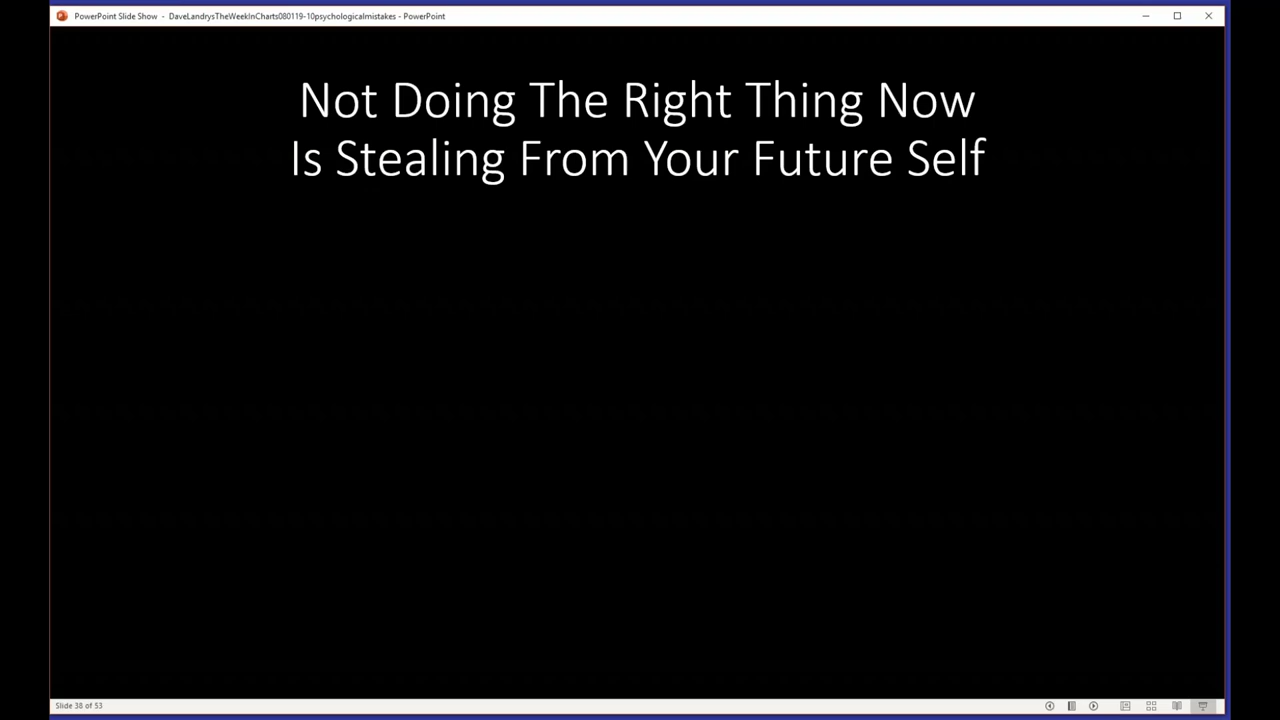 PowerPoint Slide Show - DaveLandrysTheWeekInCharts080119-10psychologicalmistakes - PowerPoint
Not Doing The Right Thing Now
Is Stealing From Your Future Self
Slide 38 of 53